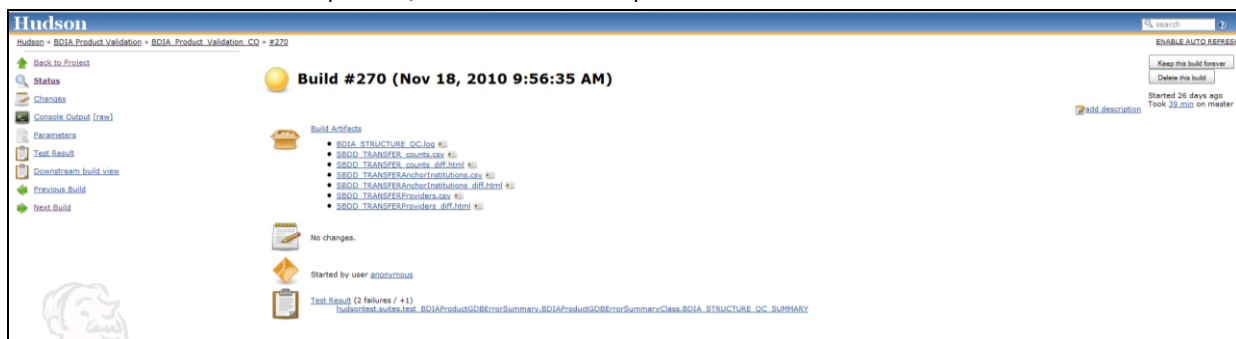 Hudson
search
Hudson » BDIA Product Validation » BDIA_Product_Validation_CO » #270
ENABLE AUTO REFRES
Back to Project
Status
Changes
Console Output [raw]
Parameters
Test Result
Downstream build view
Previous Build
Next Build
Build #270 (Nov 18, 2010 9:56:35 AM)
Keep this build forever
Delete this build
Started 26 days ago
Took 39 min on master
add description
Build Artifacts
BDIA_STRUCTURE_QC.log
SBDD_TRANSFER_counts.csv
SBDD_TRANSFER_counts_diff.html
SBDD_TRANSFERAnchorInstitutions.csv
SBDD_TRANSFERAnchorInstitutions_diff.html
SBDD_TRANSFERProviders.csv
SBDD_TRANSFERProviders_diff.html
No changes.
Started by user anonymous
Test Result (2 failures / +1)
hudsontest.suites.test_BDIAProductGDBErrorSummary.BDIAProductGDBErrorSummaryClass.BDIA_STRUCTURE_QC_SUMMARY